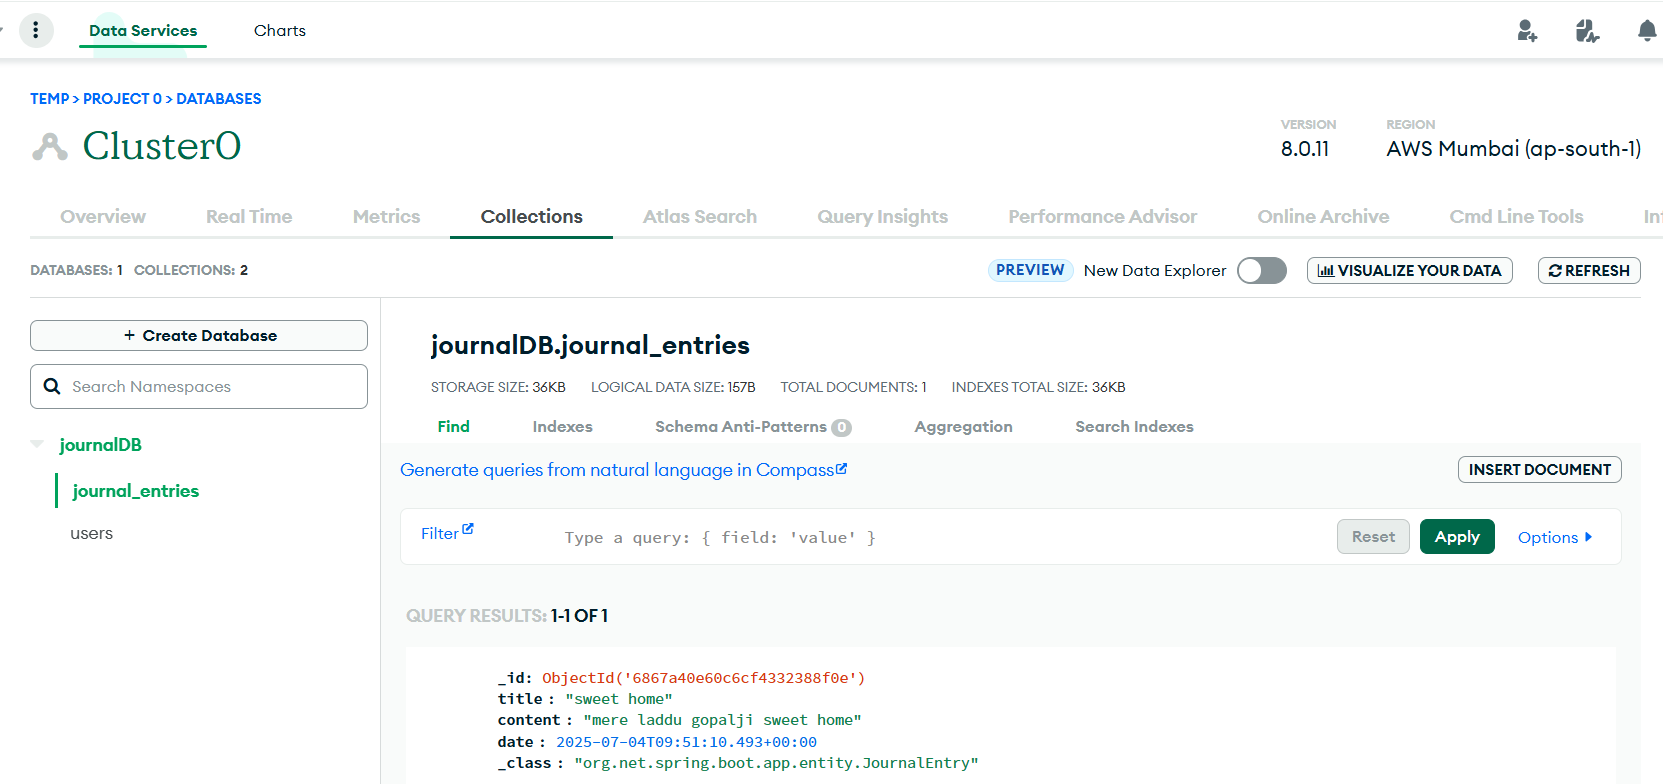 Data Services Charts
TEMP > PROJECT 0 > DATABASES
Cluster0
VERSION
8.0.11
REGION
AWS Mumbai (ap-south-1)
Overview Real Time Metrics Collections Atlas Search Query Insights Performance Advisor Online Archive Cmd Line Tools
DATABASES: 1 COLLECTIONS: 2
PREVIEW New Data Explorer VISUALIZE YOUR DATA REFRESH
+ Create Database
Search Namespaces
journalDB
journal_entries
users
journalDB.journal_entries
STORAGE SIZE: 36KB LOGICAL DATA SIZE: 157B TOTAL DOCUMENTS: 1 INDEXES TOTAL SIZE: 36KB
Find Indexes Schema Anti-Patterns 0 Aggregation Search Indexes
Generate queries from natural language in Compass
INSERT DOCUMENT
Filter Type a query: { field: 'value' } Reset Apply Options
QUERY RESULTS: 1-1 OF 1
_id: ObjectId('6867a40e60c6cf4332388f0e')
title : "sweet home"
content : "mere laddu gopalji sweet home"
date : 2025-07-04T09:51:10.493+00:00
_class : "org.net.spring.boot.app.entity.JournalEntry"